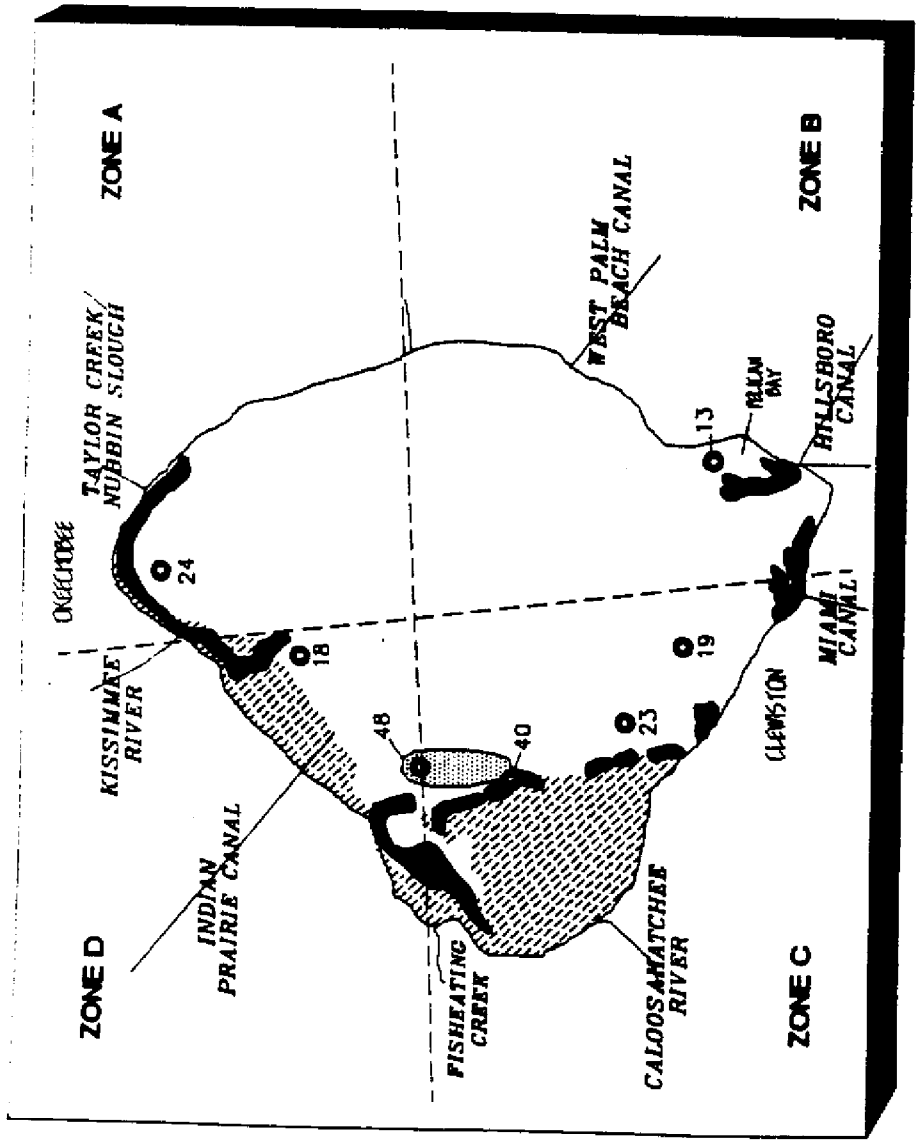 ZONE D
ZONE A
OKEECHOBEE
TAYLOR CREEK/
NUBBIN SLOUGH
KISSIMMEE
RIVER
INDIAN
PRAIRIE CANAL
24
18
48
40
FISHEATING
CREEK
23
19
13
WEST PALM
BEACH CANAL
PELICAN
BAY
CALOOSAHATCHEE
RIVER
CLEWISTON
MIAMI
CANAL
HILLSBORO
CANAL
ZONE C
ZONE B